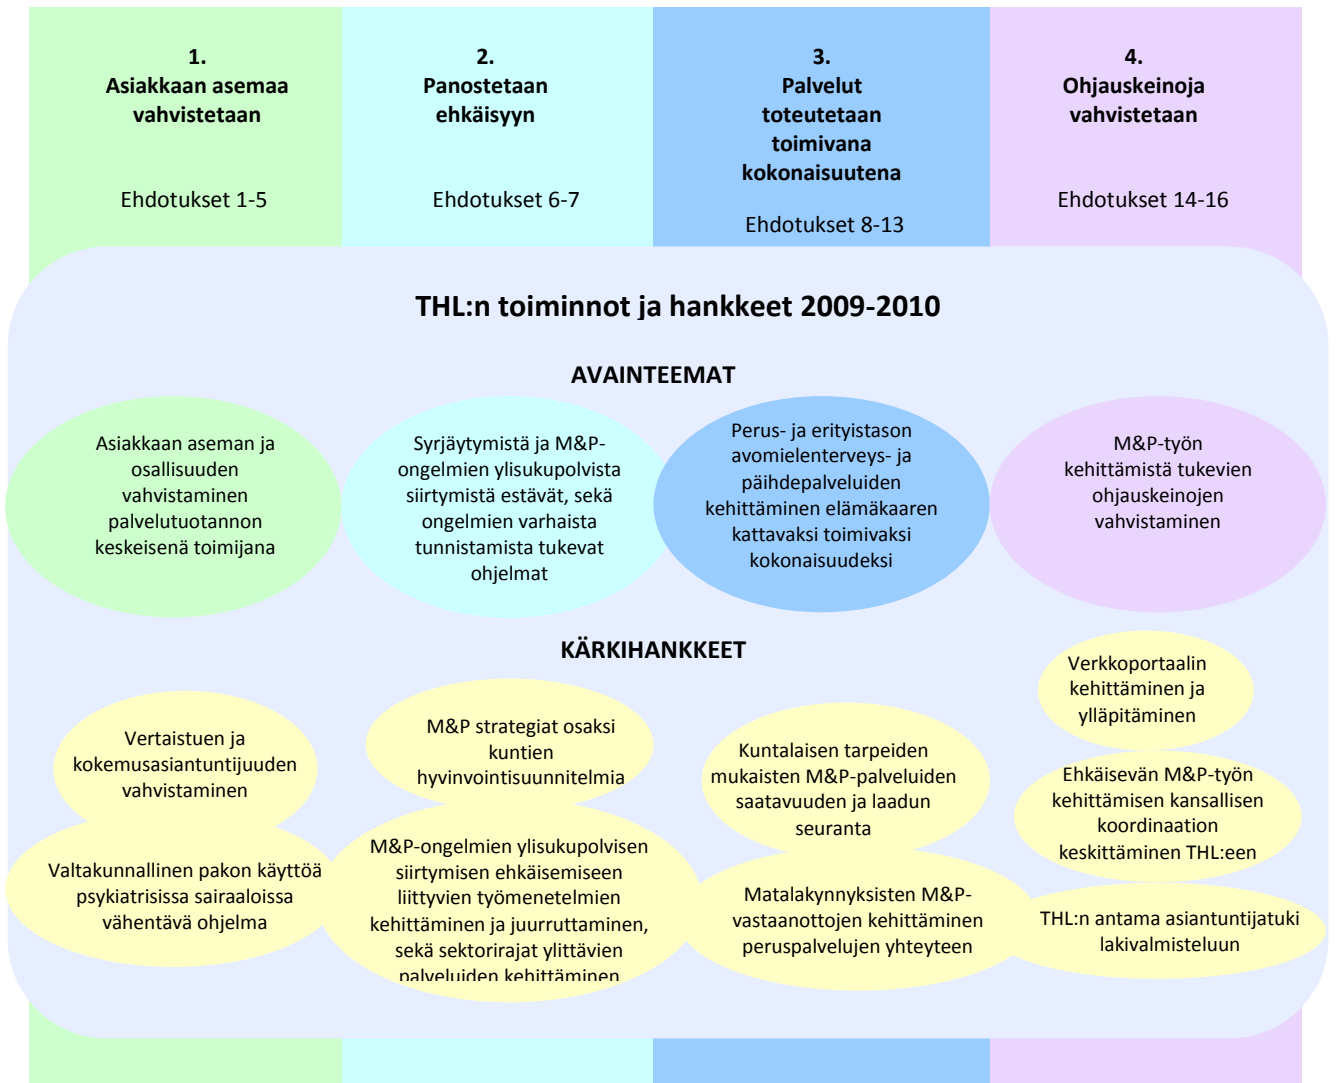 1.
Asiakkaan asemaa
vahvistetaan
Ehdotukset 1-5
2.
Panostetaan
ehkäisyyn
Ehdotukset 6-7
3.
Palvelut
toteutetaan
toimivana
kokonaisuutena
Ehdotukset 8-13
4.
Ohjauskeinoja
vahvistetaan
Ehdotukset 14-16
THL:n toiminnot ja hankkeet 2009-2010
AVAINTEEMAT
Asiakkaan aseman ja
osallisuuden
vahvistaminen
palvelutuotannon
keskeisenä toimijana
Syrjäytymistä ja M&P-
ongelmien ylisukupolvista
siirtymistä estävät, sekä
ongelmien varhaista
tunnistamista tukevat
ohjelmat
Perus- ja erityistason
avomielenterveys- ja
päihdepalveluiden
kehittäminen elämäkaaren
kattavaksi toimivaksi
kokonaisuudeksi
M&P-työn
kehittämistä tukevien
ohjauskeinojen
vahvistaminen
KÄRKIHANKKEET
Vertaistuen ja
kokemusasiantuntijuuden
vahvistaminen
Valtakunnallinen pakon käyttöä
psykiatrisissa sairaaloissa
vähentävä ohjelma
M&P strategiat osaksi
kuntien
hyvinvointisuunnitelmia
M&P-ongelmien ylisukupolvisen
siirtymisen ehkäisemiseen
liittyvien työmenetelmien
kehittäminen ja juurruttaminen,
sekä sektorirajat ylittävien
palveluiden kehittäminen
Kuntalaisen tarpeiden
mukaisten M&P-palveluiden
saatavuuden ja laadun
seuranta
Matalakynnyksisten M&P-
vastaanottojen kehittäminen
peruspalvelujen yhteyteen
Verkkoportaalin
kehittäminen ja
ylläpitäminen
Ehkäisevän M&P-työn
kehittämisen kansallisen
koordinaation
keskittäminen THL:een
THL:n antama asiantuntijatuki
lakivalmisteluun